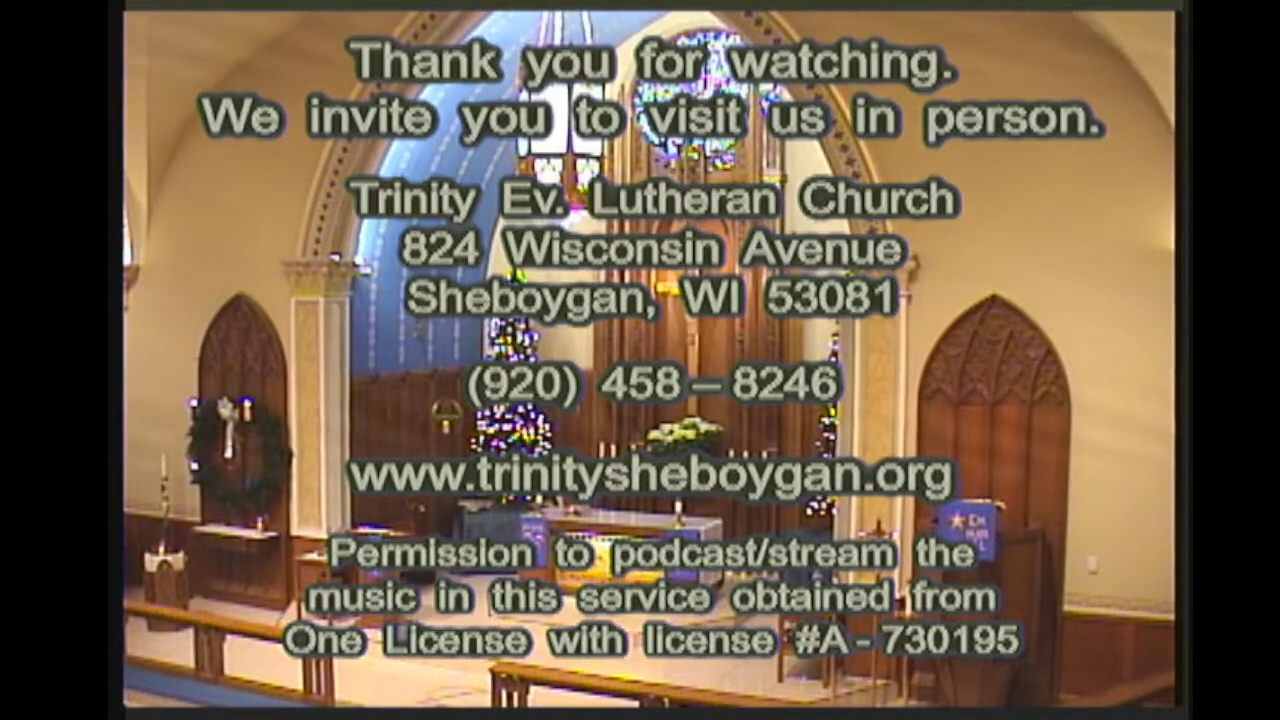 Thank you for watching.
We invite you to visit us in person.
Trinity Ev. Lutheran Church
824 Wisconsin Avenue
Sheboygan, WI 53081
(920) 458 – 8246
www.trinitysheboygan.org
Permission to podcast/stream the
music in this service obtained from
One License with license #A - 730195